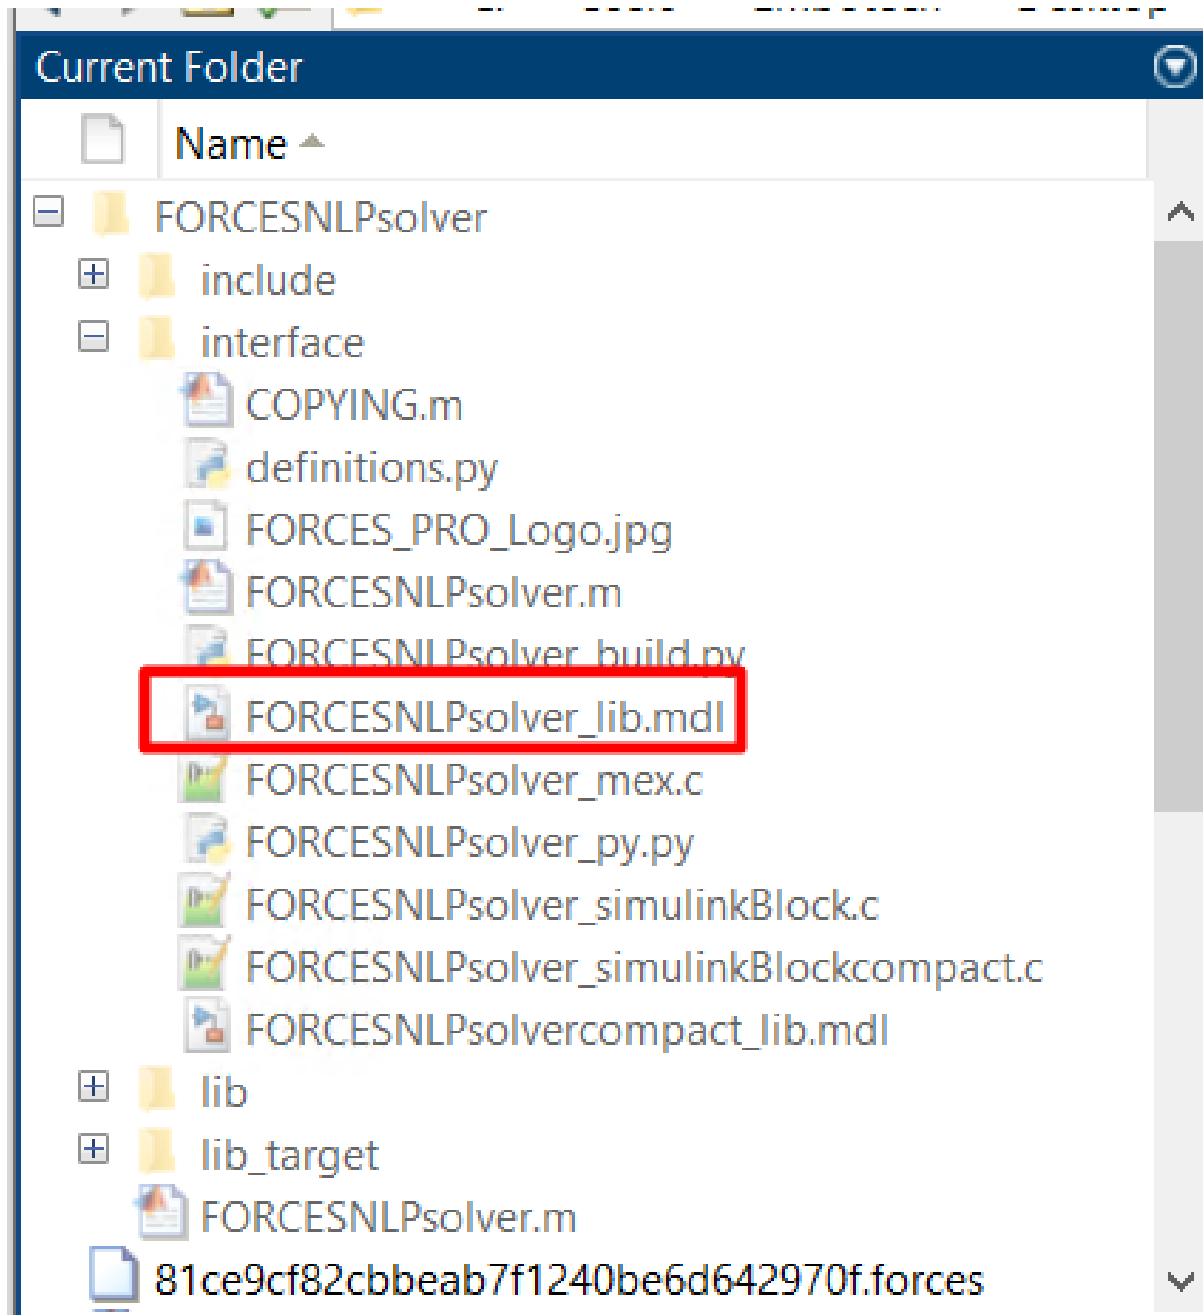 Current Folder
Name
FORCESNLPsolver
include
interface
COPYING.m
definitions.py
FORCES_PRO_Logo.jpg
FORCESNLPsolver.m
FORCESNLPsolver_build.py
FORCESNLPsolver_lib.mdl
FORCESNLPsolver_mex.c
FORCESNLPsolver_py.py
FORCESNLPsolver_simulinkBlock.c
FORCESNLPsolver_simulinkBlockcompact.c
FORCESNLPsolvercompact_lib.mdl
lib
lib_target
FORCESNLPsolver.m
81ce9cf82cbbeab7f1240be6d642970f.forces